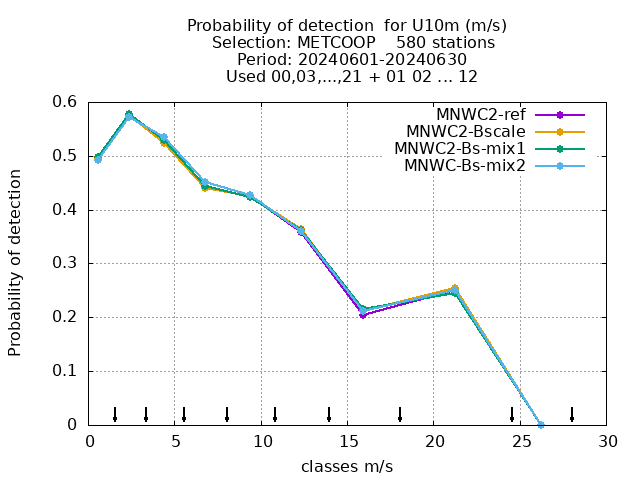 Probability of detection  for U10m (m/s)
Selection: METCOOP    580 stations
Period: 20240601-20240630
Used 00,03,...,21 + 01 02 ... 12
MNWC2-ref
MNWC2-Bscale
MNWC2-Bs-mix1
MNWC-Bs-mix2
Probability of detection
0.6
0.5
0.4
0.3
0.2
0.1
0
0 5 10 15 20 25 30
classes m/s